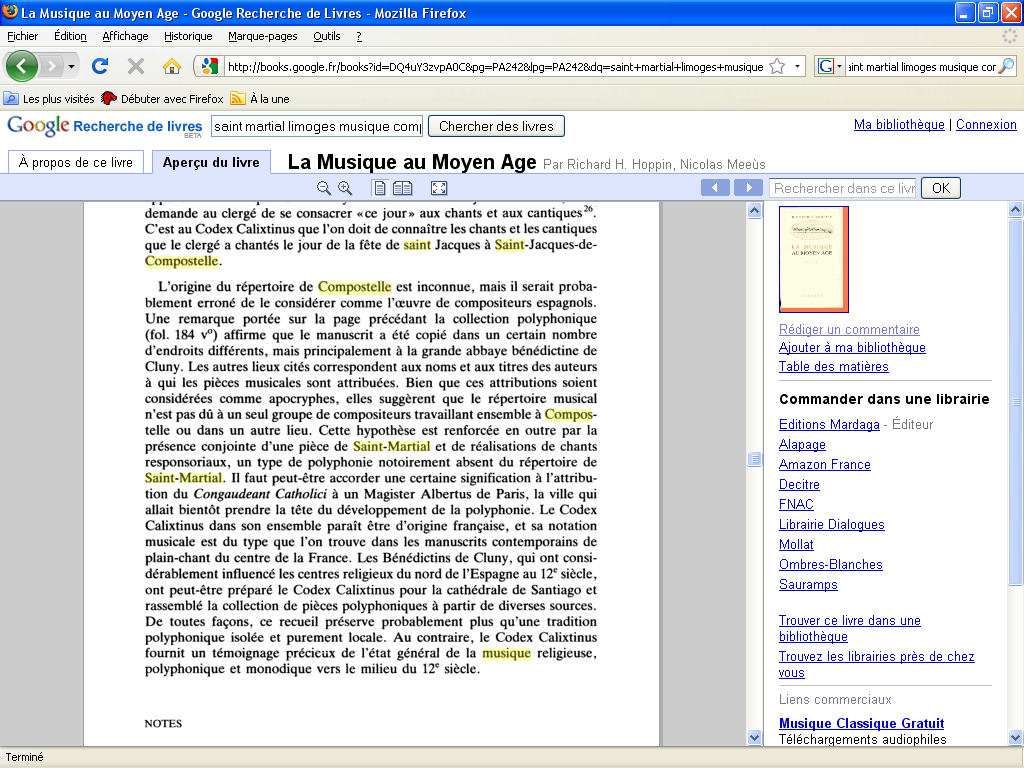 La Musique au Moyen Age - Google Recherche de Livres - Mozilla Firefox
Fichier Édition Affichage Historique Marque-pages Outils ?
http://books.google.fr/books?id=DQ4uY3zvpA0C&pg=PA242&lpg=PA242&dq=saint+martial+limoges+musique
int martial limoges musique cor
Les plus visités Débuter avec Firefox À la une
Google Recherche de livres BETA
saint martial limoges musique com
Chercher des livres
Ma bibliothèque | Connexion
À propos de ce livre
Aperçu du livre
La Musique au Moyen Age Par Richard H. Hoppin, Nicolas Meeùs
Rechercher dans ce livr
OK
demande au clergé de se consacrer «ce jour» aux chants et aux cantiques26.
C'est au Codex Calixtinus que l'on doit de connaître les chants et les cantiques
que le clergé a chantés le jour de la fête de saint Jacques à Saint-Jacques-de-
Compostelle.
L'origine du répertoire de Compostelle est inconnue, mais il serait proba-
blement erroné de le considérer comme l'œuvre de compositeurs espagnols.
Une remarque portée sur la page précédant la collection polyphonique
(fol. 184 vo) affirme que le manuscrit a été copié dans un certain nombre
d'endroits différents, mais principalement à la grande abbaye bénédictine de
Cluny. Les autres lieux cités correspondent aux noms et aux titres des auteurs
à qui les pièces musicales sont attribuées. Bien que ces attributions soient
considérées comme apocryphes, elles suggèrent que le répertoire musical
n'est pas dû à un seul groupe de compositeurs travaillant ensemble à Compos-
telle ou dans un autre lieu. Cette hypothèse est renforcée en outre par la
présence conjointe d'une pièce de Saint-Martial et de réalisations de chants
responsoriaux, un type de polyphonie notoirement absent du répertoire de
Saint-Martial. Il faut peut-être accorder une certaine signification à l'attribu-
tion du Congaudeant Catholici à un Magister Albertus de Paris, la ville qui
allait bientôt prendre la tête du développement de la polyphonie. Le Codex
Calixtinus dans son ensemble paraît être d'origine française, et sa notation
musicale est du type que l'on trouve dans les manuscrits contemporains de
plain-chant du centre de la France. Les Bénédictins de Cluny, qui ont consi-
dérablement influencé les centres religieux du nord de l'Espagne au 12e siècle,
ont peut-être préparé le Codex Calixtinus pour la cathédrale de Santiago et
rassemblé la collection de pièces polyphoniques à partir de diverses sources.
De toutes façons, ce recueil préserve probablement plus qu'une tradition
polyphonique isolée et purement locale. Au contraire, le Codex Calixtinus
fournit un témoignage précieux de l'état général de la musique religieuse,
polyphonique et monodique vers le milieu du 12e siècle.
NOTES
LA MUSIQUE
AU MOYEN AGE
Rédiger un commentaire
Ajouter à ma bibliothèque
Table des matières
Commander dans une librairie
Editions Mardaga - Éditeur
Alapage
Amazon France
Decitre
FNAC
Librairie Dialogues
Mollat
Ombres-Blanches
Sauramps
Trouver ce livre dans une
bibliothèque
Trouvez les librairies près de chez
vous
Liens commerciaux
Musique Classique Gratuit
Téléchargements audiophiles
Terminé